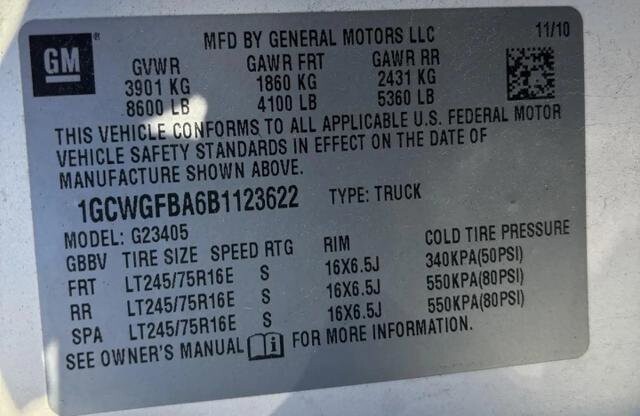 GM
MFD BY GENERAL MOTORS LLC 11/10
GVWR GAWR FRT GAWR RR
3901 KG 1860 KG 2431 KG
8600 LB 4100 LB 5360 LB
THIS VEHICLE CONFORMS TO ALL APPLICABLE U.S. FEDERAL MOTOR
VEHICLE SAFETY STANDARDS IN EFFECT ON THE DATE OF
MANUFACTURE SHOWN ABOVE.
1GCWGFBA6B1123622 TYPE: TRUCK
MODEL: G23405
GBBV TIRE SIZE SPEED RTG RIM COLD TIRE PRESSURE
FRT LT245/75R16E S 16X6.5J 340KPA(50PSI)
RR LT245/75R16E S 16X6.5J 550KPA(80PSI)
SPA LT245/75R16E S 16X6.5J 550KPA(80PSI)
SEE OWNER'S MANUAL FOR MORE INFORMATION.